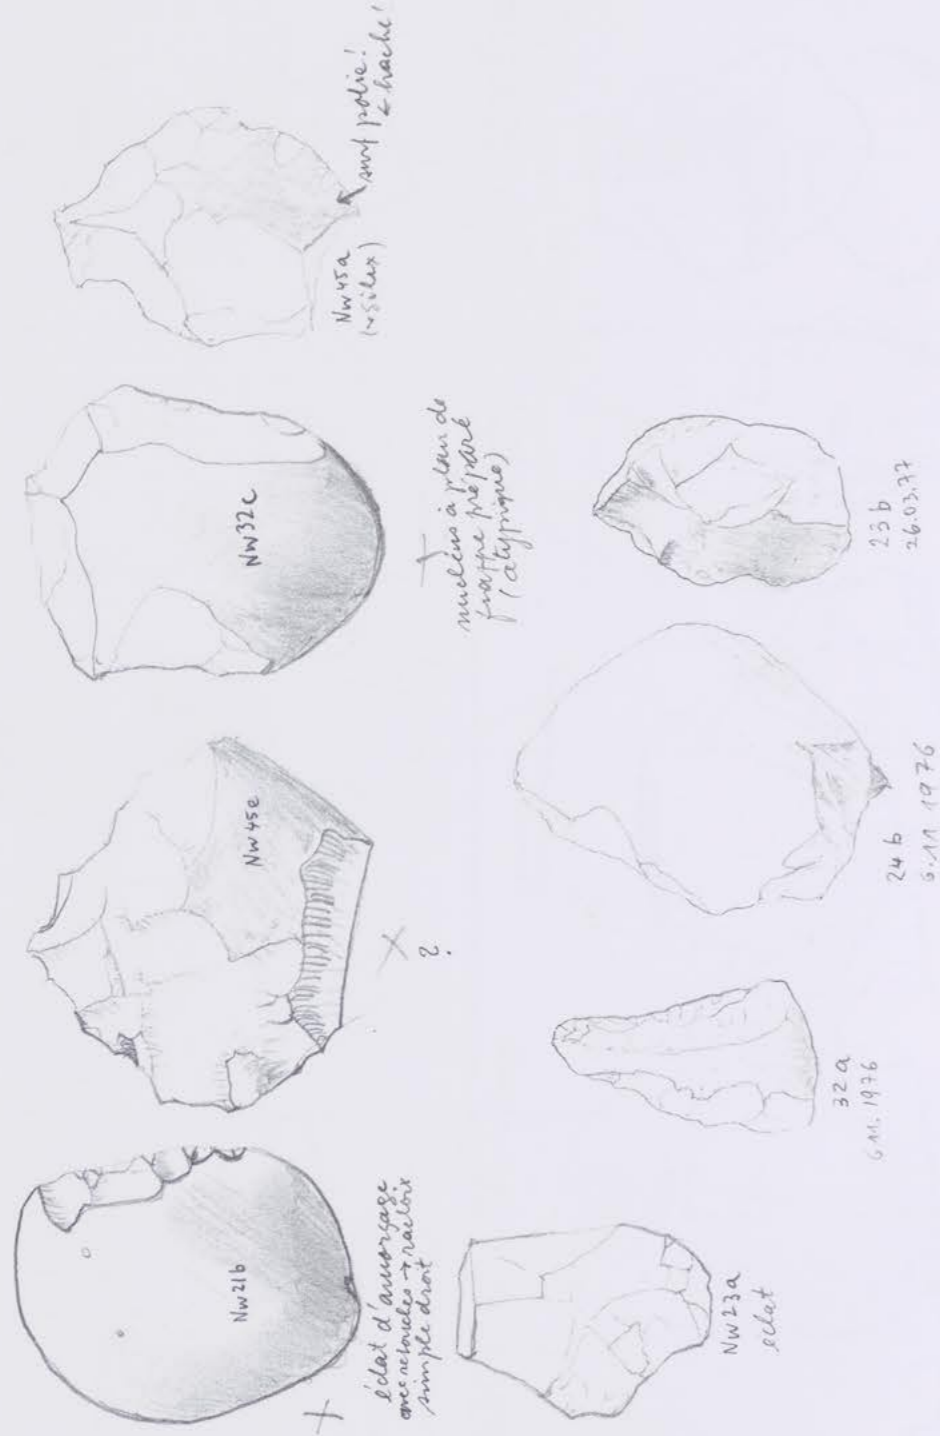 Nw21b
+
éclat d'amorçage
avec retouches → racloir
simple droit
Nw45e
+
?
Nw32c
+
nucléus à plan de
frappe préparé
(atypique)
Nw45a
(~silex)
surf polie!
< hache!
Nw23a
éclat
32a
6.11.1976
24b
6.11.1976
23b
26.03.77